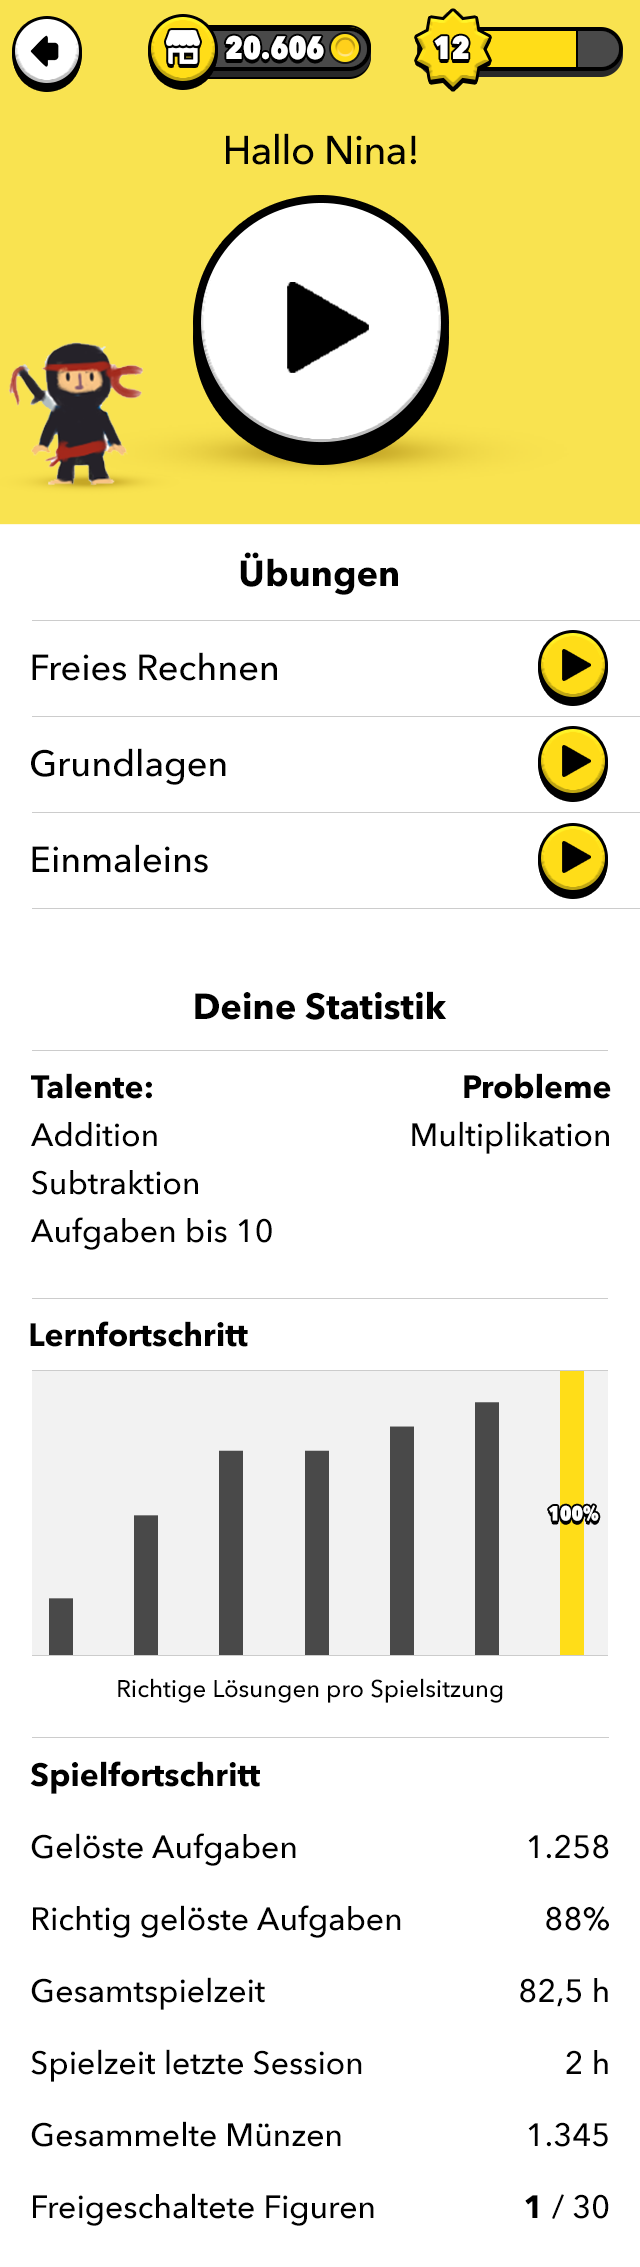 20.606
12
Hallo Nina!
Übungen
Freies Rechnen
Grundlagen
Einmaleins
Deine Statistik
Talente: Probleme
Addition Multiplikation
Subtraktion
Aufgaben bis 10
Lernfortschritt
100%
Richtige Lösungen pro Spielsitzung
Spielfortschritt
Gelöste Aufgaben 1.258
Richtig gelöste Aufgaben 88%
Gesamtspielzeit 82,5 h
Spielzeit letzte Session 2 h
Gesammelte Münzen 1.345
Freigeschaltete Figuren 1 / 30